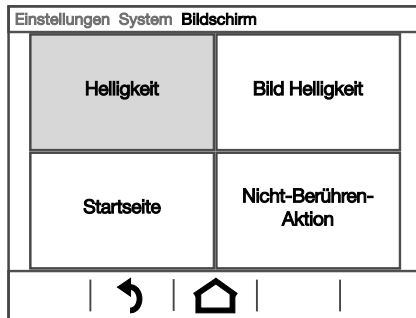 Einstellungen System Bildschirm
Helligkeit
Bild Helligkeit
Startseite
Nicht-Berühren-
Aktion